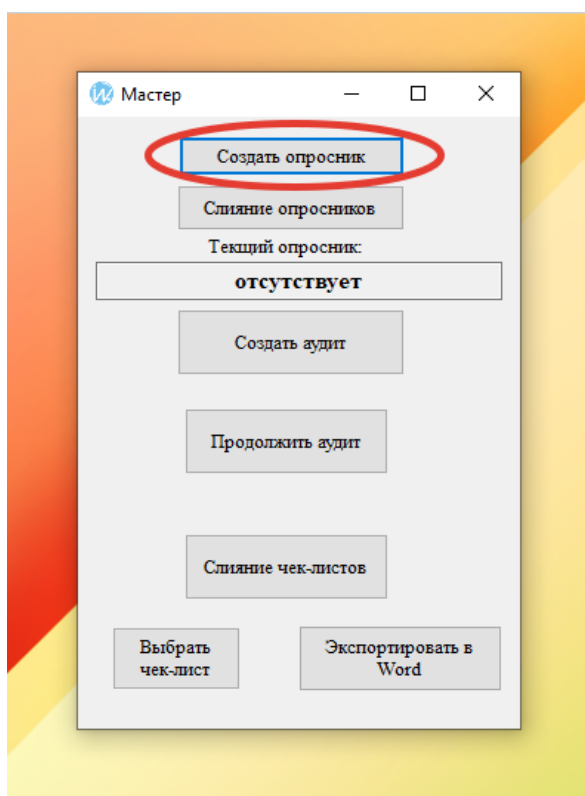 Мастер
Создать опросник
Слияние опросников
Текщий опросник:
отсутствует
Создать аудит
Продолжить аудит
Слияние чек-листов
Выбрать
чек-лист
Экспортировать в
Word